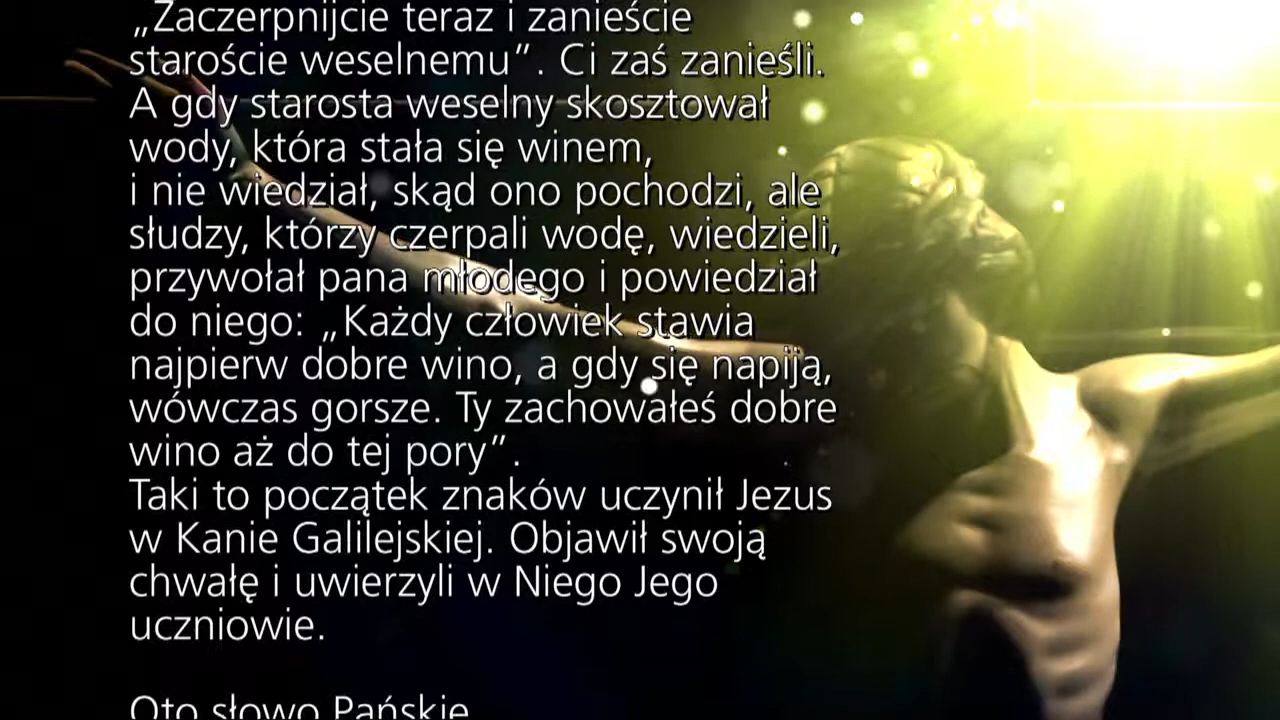 „Zaczerpnijcie teraz i zanieście
staroście weselnemu”. Ci zaś zanieśli.
A gdy starosta weselny skosztował
wody, która stała się winem,
i nie wiedział, skąd ono pochodzi, ale
słudzy, którzy czerpali wodę, wiedzieli,
przywołał pana młodego i powiedział
do niego: „Każdy człowiek stawia
najpierw dobre wino, a gdy się napiją,
wówczas gorsze. Ty zachowałeś dobre
wino aż do tej pory”.
Taki to początek znaków uczynił Jezus
w Kanie Galilejskiej. Objawił swoją
chwałę i uwierzyli w Niego Jego
uczniowie.
Oto słowo Pańskie